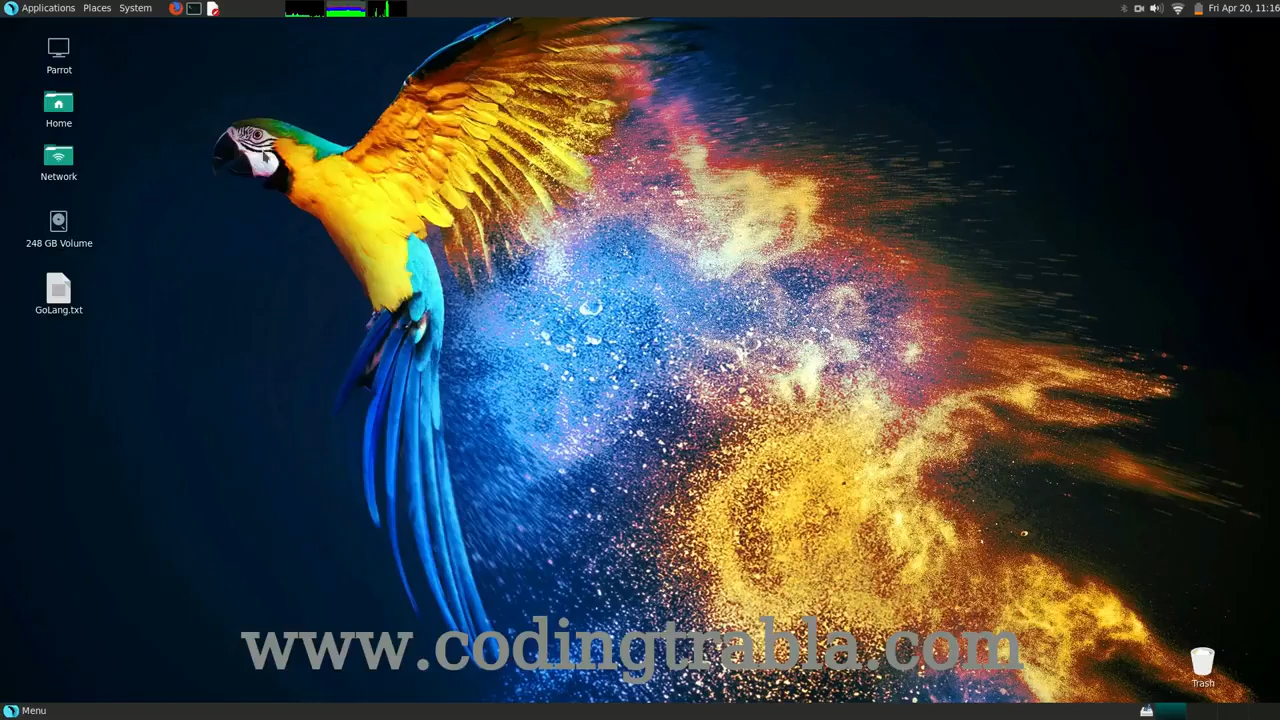 Applications Places System
Fri Apr 20, 11:16
Parrot
Home
Network
248 GB Volume
GoLang.txt
www.codingtrabla.com
Trash
Menu